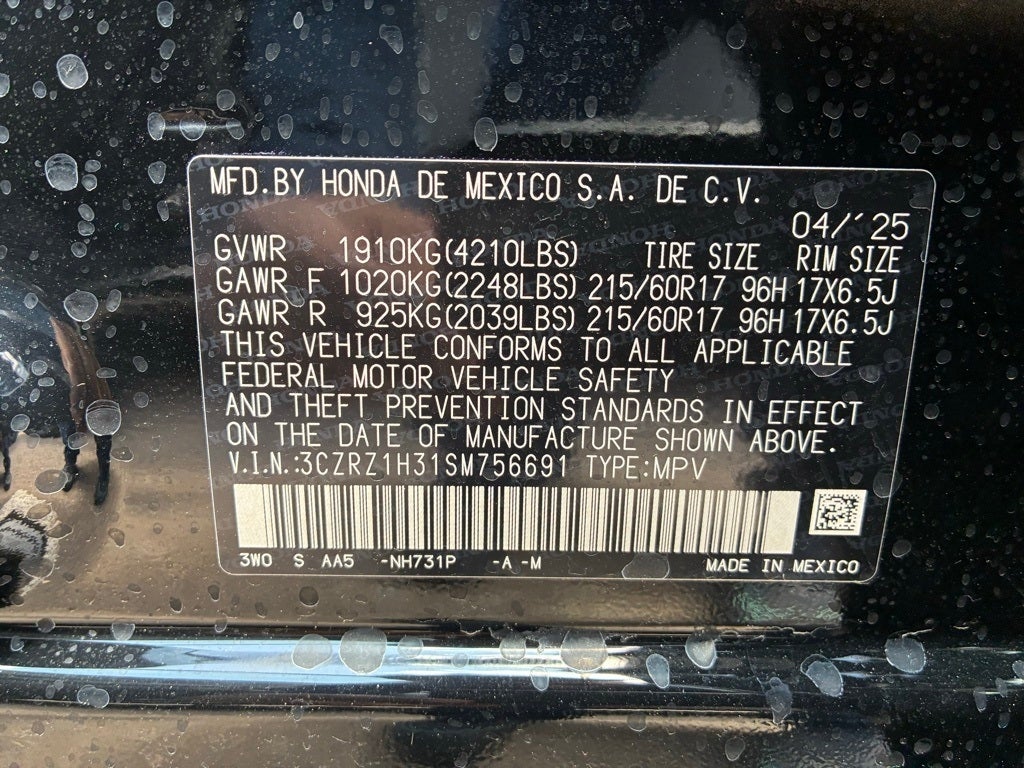 MFD.BY HONDA DE MEXICO S.A. DE C.V.
04/'25
GVWR 1910KG(4210LBS) TIRE SIZE RIM SIZE
GAWR F 1020KG(2248LBS) 215/60R17 96H 17X6.5J
GAWR R 925KG(2039LBS) 215/60R17 96H 17X6.5J
THIS VEHICLE CONFORMS TO ALL APPLICABLE
FEDERAL MOTOR VEHICLE SAFETY
AND THEFT PREVENTION STANDARDS IN EFFECT
ON THE DATE OF MANUFACTURE SHOWN ABOVE.
V.I.N.:3CZRZ1H31SM756691 TYPE:MPV
3WO S AA5 -NH731P -A -M MADE IN MEXICO